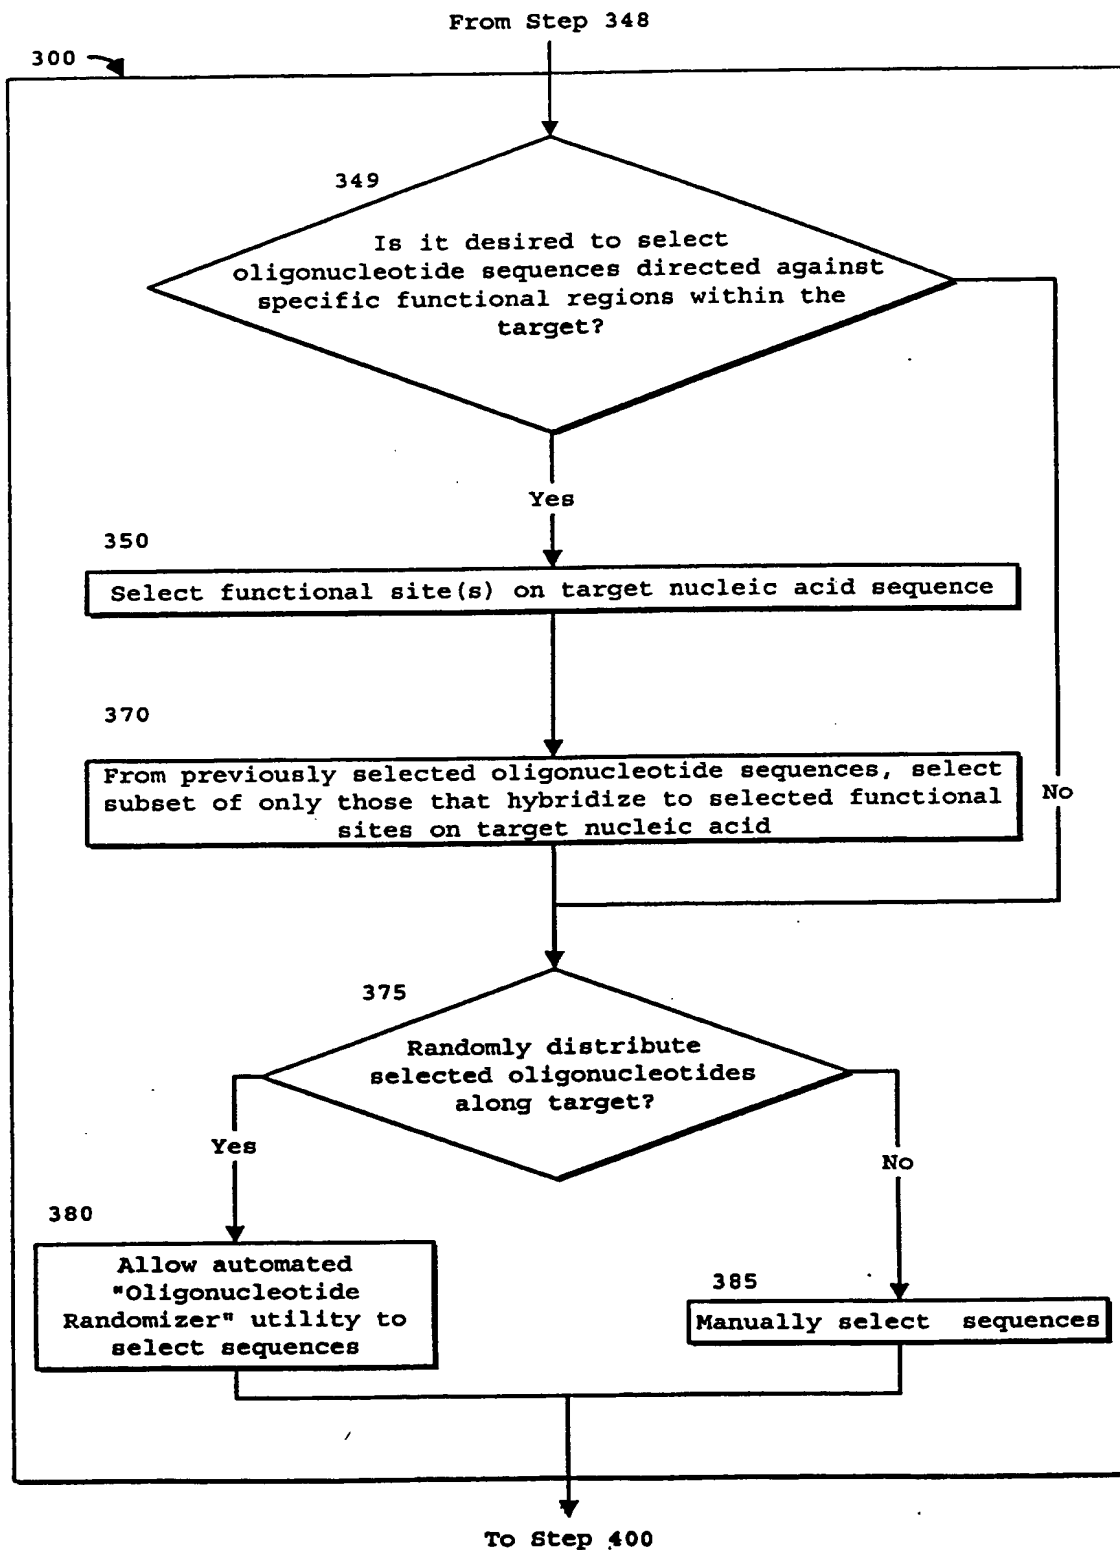 From Step 348
300
349
Is it desired to select
oligonucleotide sequences directed against
specific functional regions within the
target?
Yes
350
Select functional site(s) on target nucleic acid sequence
370
From previously selected oligonucleotide sequences, select
subset of only those that hybridize to selected functional
sites on target nucleic acid
No
375
Randomly distribute
selected oligonucleotides
along target?
Yes
No
380
Allow automated
"Oligonucleotide
Randomizer" utility to
select sequences
385
Manually select sequences
To Step 400